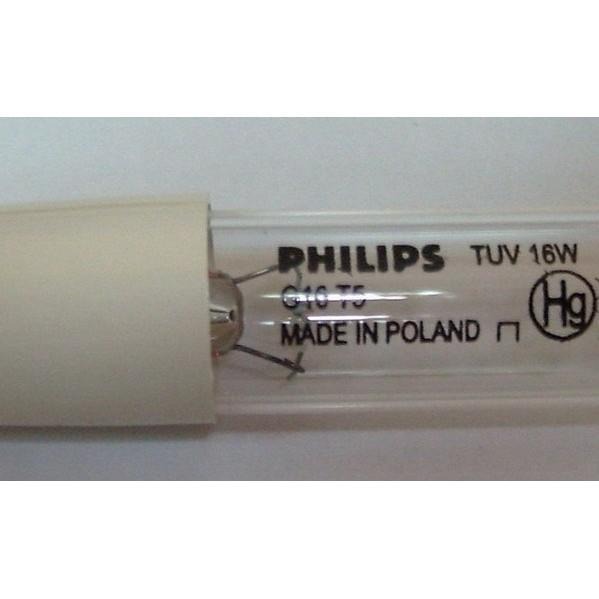 PHILIPS TUV 16W
G16 T5
MADE IN POLAND
Hg